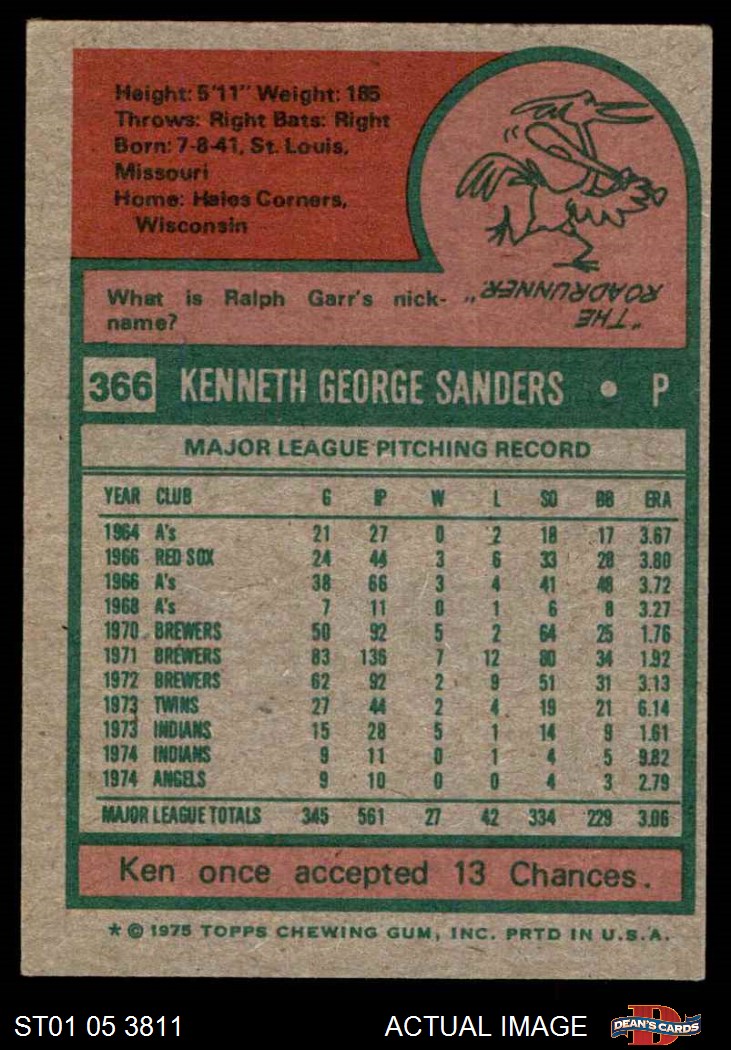 Height: 5'11" Weight: 185
Throws: Right Bats: Right
Born: 7-8-41, St. Louis,
Missouri
Home: Hales Corners,
Wisconsin
What is Ralph Garr's nick-
name?
"THE
ROADRUNNER."
366 KENNETH GEORGE SANDERS • P
MAJOR LEAGUE PITCHING RECORD
YEAR CLUB G IP W L SO BB ERA
1964 A's 21 27 0 2 18 17 3.67
1966 RED SOX 24 44 3 6 33 28 3.80
1966 A's 38 66 3 4 41 48 3.72
1968 A's 7 11 0 1 6 8 3.27
1970 BREWERS 50 92 5 2 64 25 1.76
1971 BREWERS 83 136 7 12 80 34 1.92
1972 BREWERS 62 92 2 9 51 31 3.13
1973 TWINS 27 44 2 4 19 21 6.14
1973 INDIANS 15 28 5 1 14 9 1.61
1974 INDIANS 9 11 0 1 4 5 9.82
1974 ANGELS 9 10 0 0 4 3 2.79
MAJOR LEAGUE TOTALS 345 561 27 42 334 229 3.06
Ken once accepted 13 Chances.
* © 1975 TOPPS CHEWING GUM, INC. PRTD IN U.S.A.
ST01 05 3811 ACTUAL IMAGE D DEAN'S CARDS